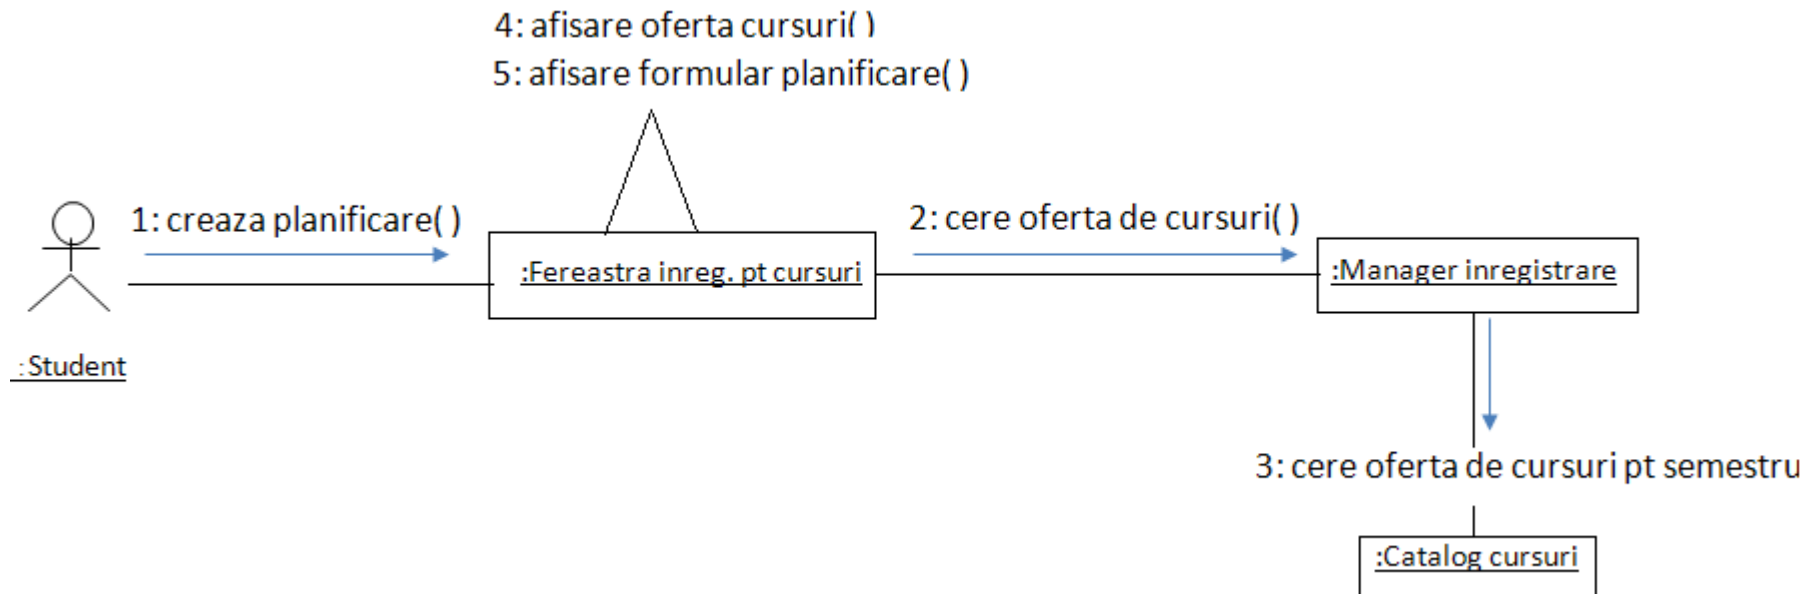 4: afisare oferta cursuri( )
5: afisare formular planificare( )
1: creaza planificare( )
2: cere oferta de cursuri( )
:Fereastra inreg. pt cursuri
:Manager inregistrare
:Student
3: cere oferta de cursuri pt semestru
:Catalog cursuri